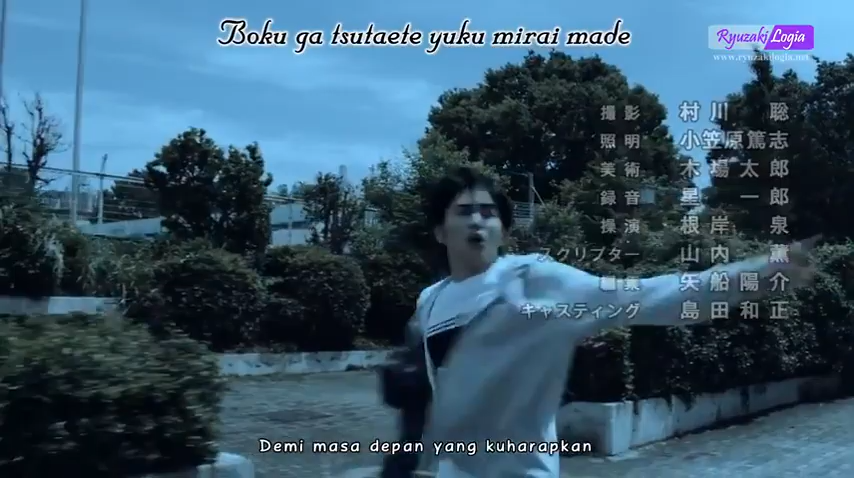 Boku ga tsutaete yuku mirai made
Ryuzaki Logia
www.ryuzakilogia.net
撮影 村川 聡
照明 小笠原篤志
美術 木場太郎
録音 星 一郎
操演 根岸 泉
スクリプター 山内 薫
編集 矢船陽介
キャスティング 島田和正
Demi masa depan yang kuharapkan